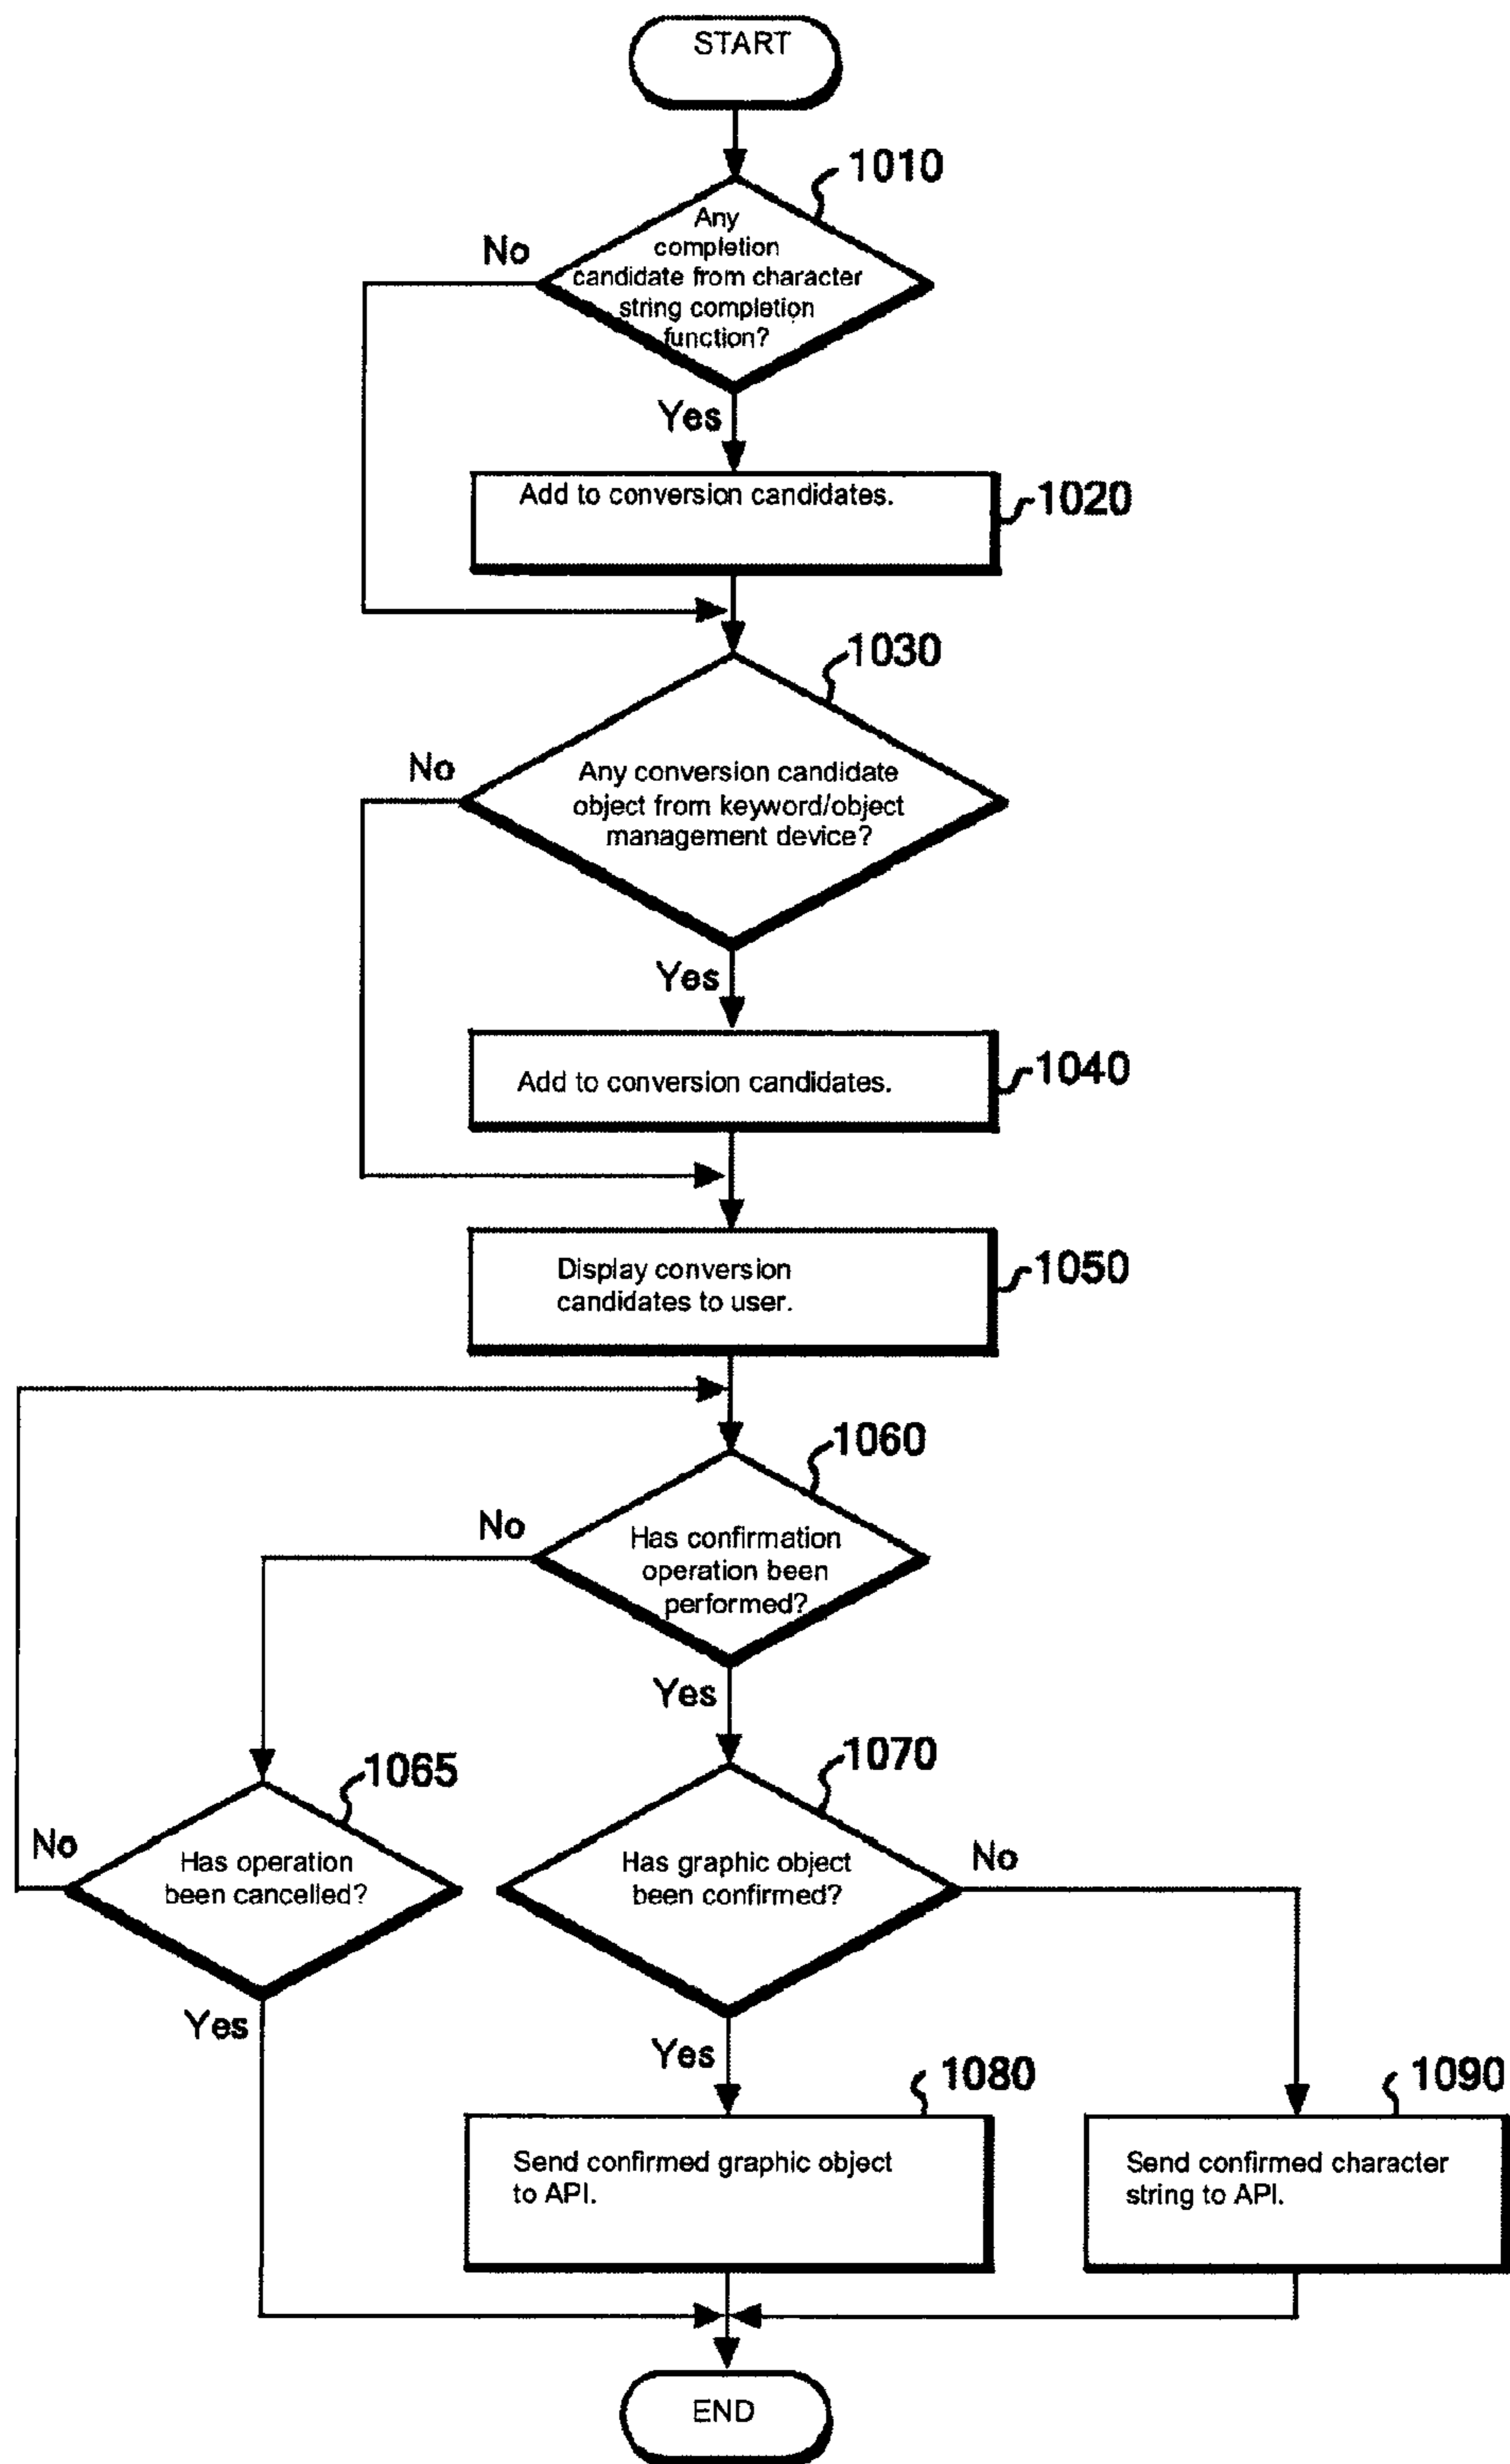 START
1010
Any
completion
candidate from character
string completion
function?
No
Yes
Add to conversion candidates.
1020
1030
Any conversion candidate
object from keyword/object
management device?
No
Yes
Add to conversion candidates.
1040
Display conversion
candidates to user.
1050
1060
Has confirmation
operation been
performed?
No
Yes
1065
Has operation
been cancelled?
No
Yes
1070
Has graphic object
been confirmed?
No
Yes
1080
Send confirmed graphic object
to API.
1090
Send confirmed character
string to API.
END